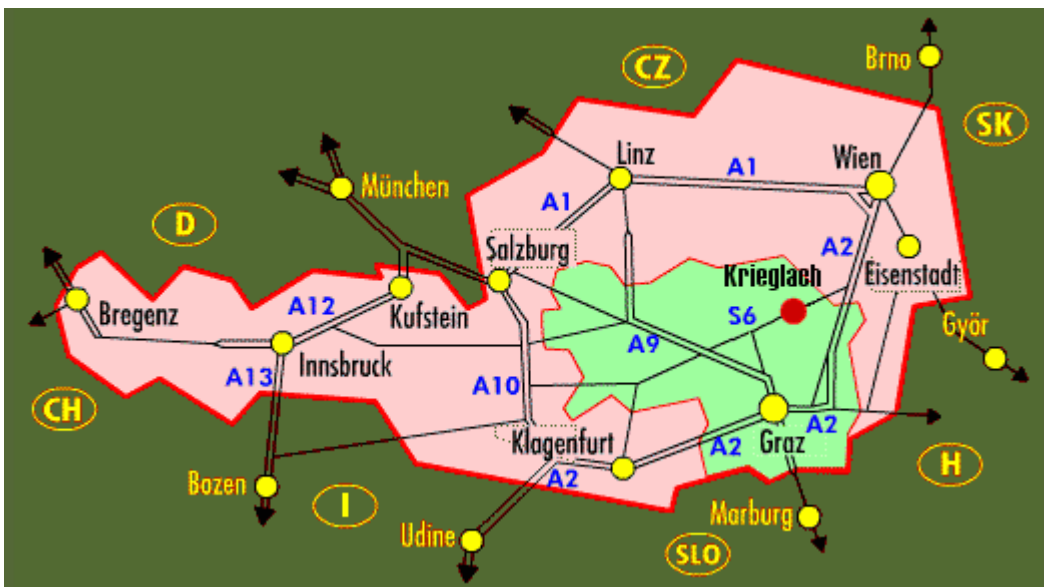 Brno
CZ
SK
Linz
Wien
A1
München
A1
D
Salzburg
A2
Krieglach
Eisenstadt
A12
Bregenz
Kufstein
S6
Györ
A9
Innsbruck
A13
A10
CH
Klagenfurt
A2
Graz
A2
H
A2
Bozen
I
Udine
Marburg
SLO